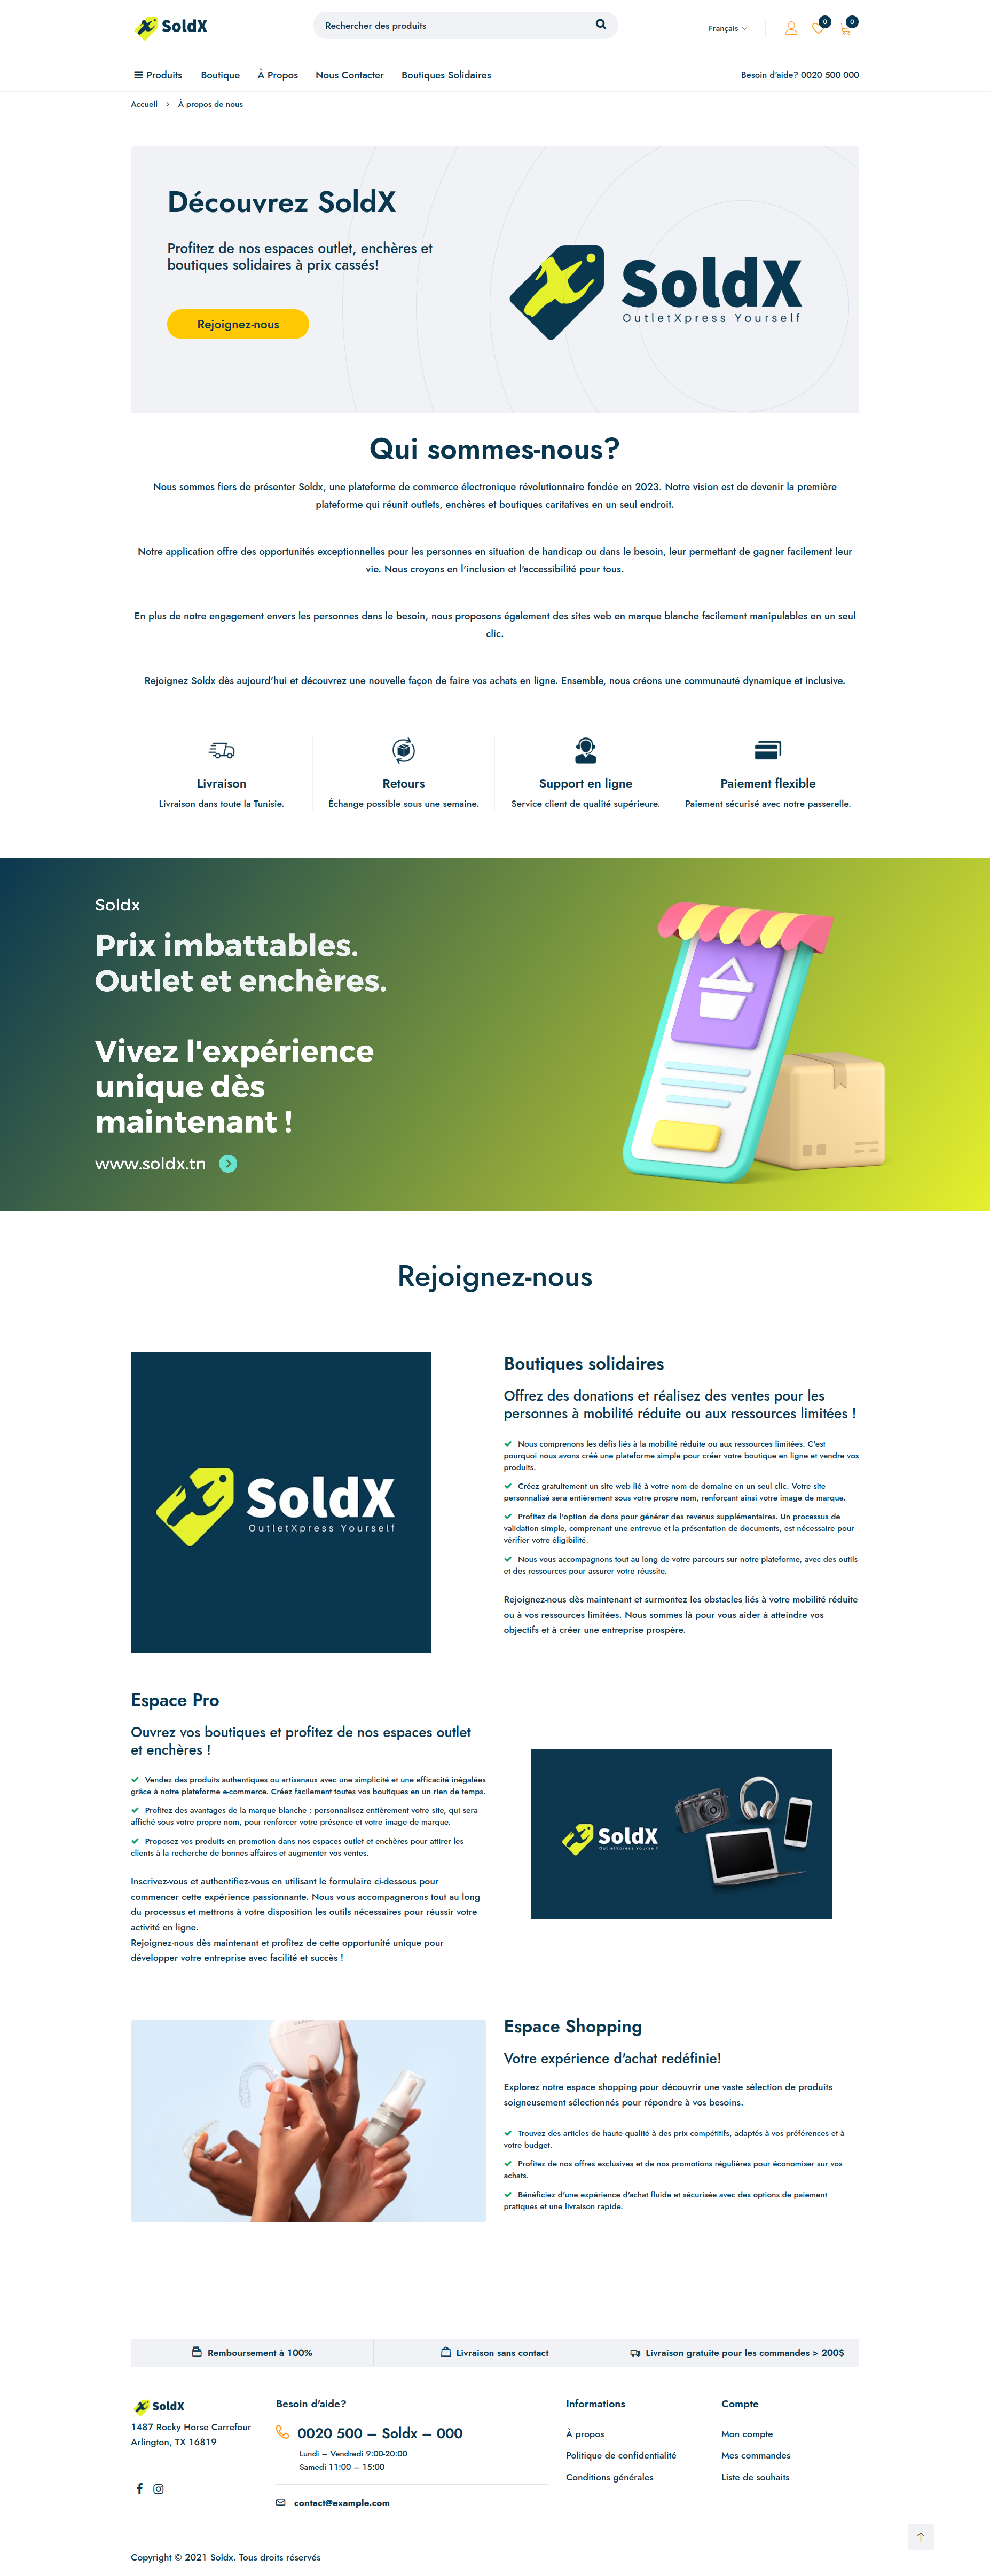 SoldX
Rechercher des produits
Français
0
0
Produits
Boutique
À Propos
Nous Contacter
Boutiques Solidaires
Besoin d'aide? 0020 500 000
Accueil
À propos de nous
Découvrez SoldX
Profitez de nos espaces outlet, enchères et
boutiques solidaires à prix cassés!
Rejoignez-nous
SoldX
OutletXpress Yourself
Qui sommes-nous?
Nous sommes fiers de présenter Soldx, une plateforme de commerce électronique révolutionnaire fondée en 2023. Notre vision est de devenir la première
plateforme qui réunit outlets, enchères et boutiques caritatives en un seul endroit.
Notre application offre des opportunités exceptionnelles pour les personnes en situation de handicap ou dans le besoin, leur permettant de gagner facilement leur
vie. Nous croyons en l'inclusion et l'accessibilité pour tous.
En plus de notre engagement envers les personnes dans le besoin, nous proposons également des sites web en marque blanche facilement manipulables en un seul
clic.
Rejoignez Soldx dès aujourd'hui et découvrez une nouvelle façon de faire vos achats en ligne. Ensemble, nous créons une communauté dynamique et inclusive.
Livraison
Livraison dans toute la Tunisie.
Retours
Échange possible sous une semaine.
Support en ligne
Service client de qualité supérieure.
Paiement flexible
Paiement sécurisé avec notre passerelle.
Soldx
Prix imbattables.
Outlet et enchères.
Vivez l'expérience
unique dès
maintenant !
www.soldx.tn
Rejoignez-nous
SoldX
OutletXpress Yourself
Boutiques solidaires
Offrez des donations et réalisez des ventes pour les
personnes à mobilité réduite ou aux ressources limitées !
Nous comprenons les défis liés à la mobilité réduite ou aux ressources limitées. C'est
pourquoi nous avons créé une plateforme simple pour créer votre boutique en ligne et vendre vos
produits.
Créez gratuitement un site web lié à votre nom de domaine en un seul clic. Votre site
personnalisé sera entièrement sous votre propre nom, renforçant ainsi votre image de marque.
Profitez de l'option de dons pour générer des revenus supplémentaires. Un processus de
validation simple, comprenant une entrevue et la présentation de documents, est nécessaire pour
vérifier votre éligibilité.
Nous vous accompagnons tout au long de votre parcours sur notre plateforme, avec des outils
et des ressources pour assurer votre réussite.
Rejoignez-nous dès maintenant et surmontez les obstacles liés à votre mobilité réduite
ou à vos ressources limitées. Nous sommes là pour vous aider à atteindre vos
objectifs et à créer une entreprise prospère.
Espace Pro
Ouvrez vos boutiques et profitez de nos espaces outlet
et enchères !
Vendez des produits authentiques ou artisanaux avec une simplicité et une efficacité inégalées
grâce à notre plateforme e-commerce. Créez facilement toutes vos boutiques en un rien de temps.
Profitez des avantages de la marque blanche : personnalisez entièrement votre site, qui sera
affiché sous votre propre nom, pour renforcer votre présence et votre image de marque.
Proposez vos produits en promotion dans nos espaces outlet et enchères pour attirer les
clients à la recherche de bonnes affaires et augmenter vos ventes.
Inscrivez-vous et authentifiez-vous en utilisant le formulaire ci-dessous pour
commencer cette expérience passionnante. Nous vous accompagnerons tout au long
du processus et mettrons à votre disposition les outils nécessaires pour réussir votre
activité en ligne.
Rejoignez-nous dès maintenant et profitez de cette opportunité unique pour
développer votre entreprise avec facilité et succès !
SoldX
OutletXpress Yourself
Espace Shopping
Votre expérience d'achat redéfinie!
Explorez notre espace shopping pour découvrir une vaste sélection de produits
soigneusement sélectionnés pour répondre à vos besoins.
Trouvez des articles de haute qualité à des prix compétitifs, adaptés à vos préférences et à
votre budget.
Profitez de nos offres exclusives et de nos promotions régulières pour économiser sur vos
achats.
Bénéficiez d'une expérience d'achat fluide et sécurisée avec des options de paiement
pratiques et une livraison rapide.
Remboursement à 100%
Livraison sans contact
Livraison gratuite pour les commandes > 200$
SoldX
1487 Rocky Horse Carrefour
Arlington, TX 16819
Besoin d'aide?
0020 500 – Soldx – 000
Lundi – Vendredi 9:00-20:00
Samedi 11:00 – 15:00
contact@example.com
Informations
À propos
Politique de confidentialité
Conditions générales
Compte
Mon compte
Mes commandes
Liste de souhaits
Copyright © 2021 Soldx. Tous droits réservés